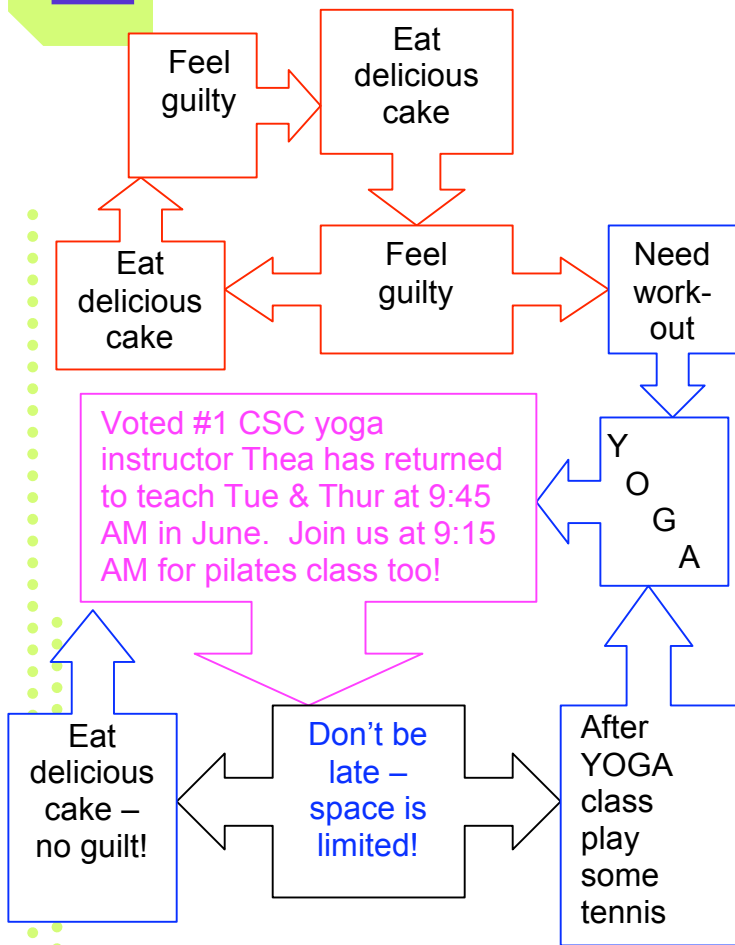 Feel
guilty
Eat
delicious
cake
Eat
delicious
cake
Feel
guilty
Need
work-
out
Voted #1 CSC yoga
instructor Thea has returned
to teach Tue & Thur at 9:45
AM in June.  Join us at 9:15
AM for pilates class too!
Y
O
G
A
Eat
delicious
cake –
no guilt!
Don’t be
late –
space is
limited!
After
YOGA
class
play
some
tennis